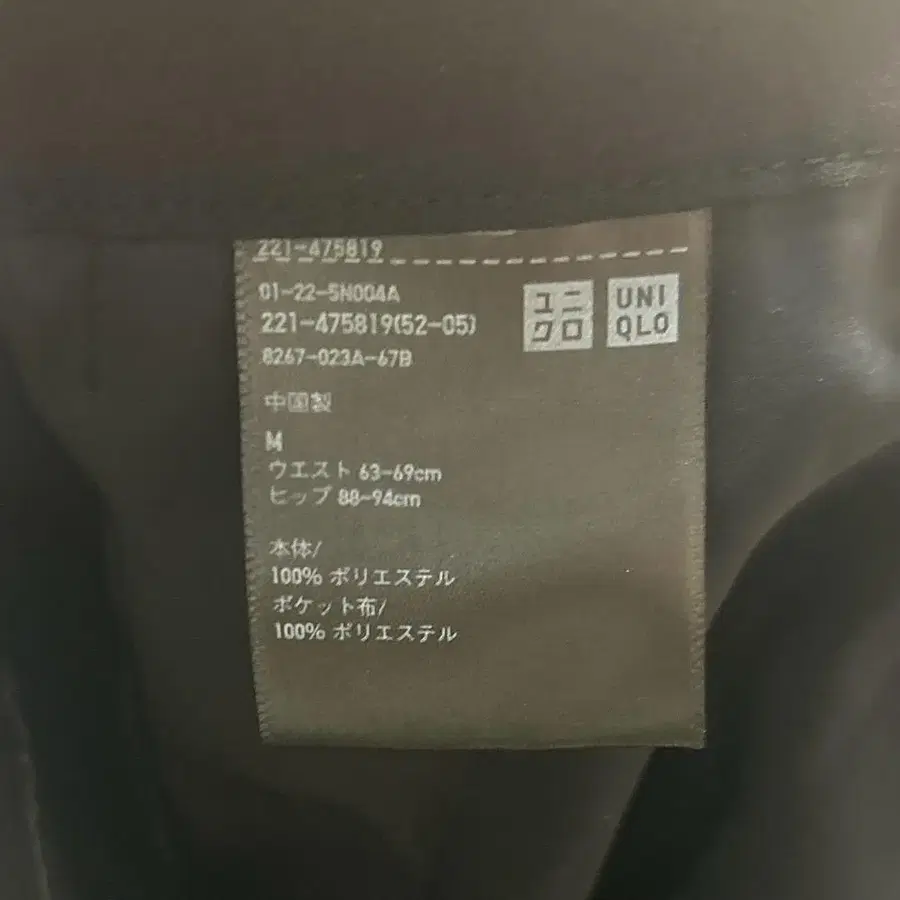 221-475819
01-22-5N004A
221-475819(52-05)
8267-023A-67B
ユニ
クロ
UNI
QLO
中国製
M
ウエスト 63-69cm
ヒップ 88-94cm
本体/
100% ポリエステル
ポケット布/
100% ポリエステル